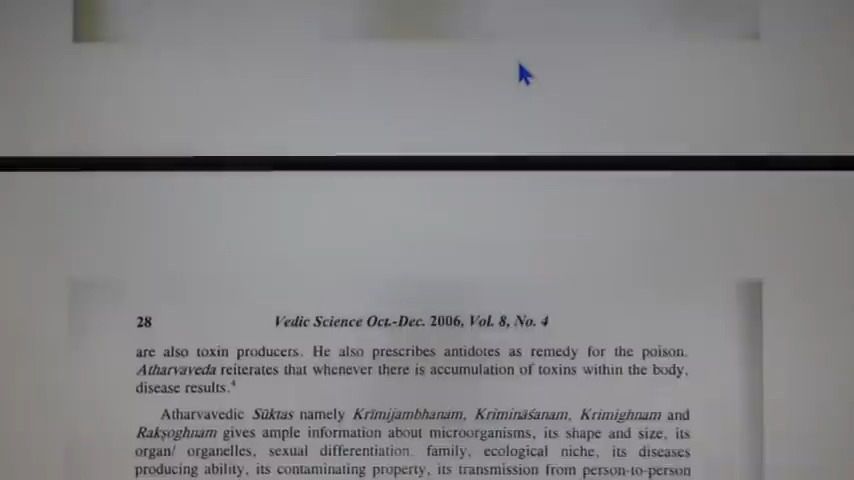 28 Vedic Science Oct.-Dec. 2006, Vol. 8, No. 4
are also toxin producers. He also prescribes antidotes as remedy for the poison.
Atharvaveda reiterates that whenever there is accumulation of toxins within the body,
disease results.4
Atharvavedic Sūktas namely Krīmijambhanam, Krimināśanam, Krimighnam and
Rakṣoghnam gives ample information about microorganisms, its shape and size, its
organ/ organelles, sexual differentiation, family, ecological niche, its diseases
producing ability, its contaminating property, its transmission from person-to-person